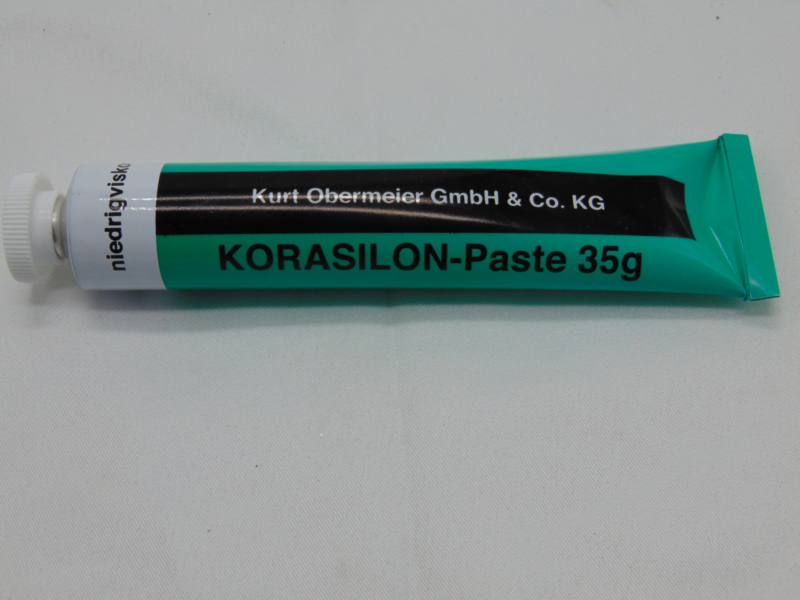 niedrigvisko
Kurt Obermeier GmbH & Co. KG
KORASILON-Paste 35g